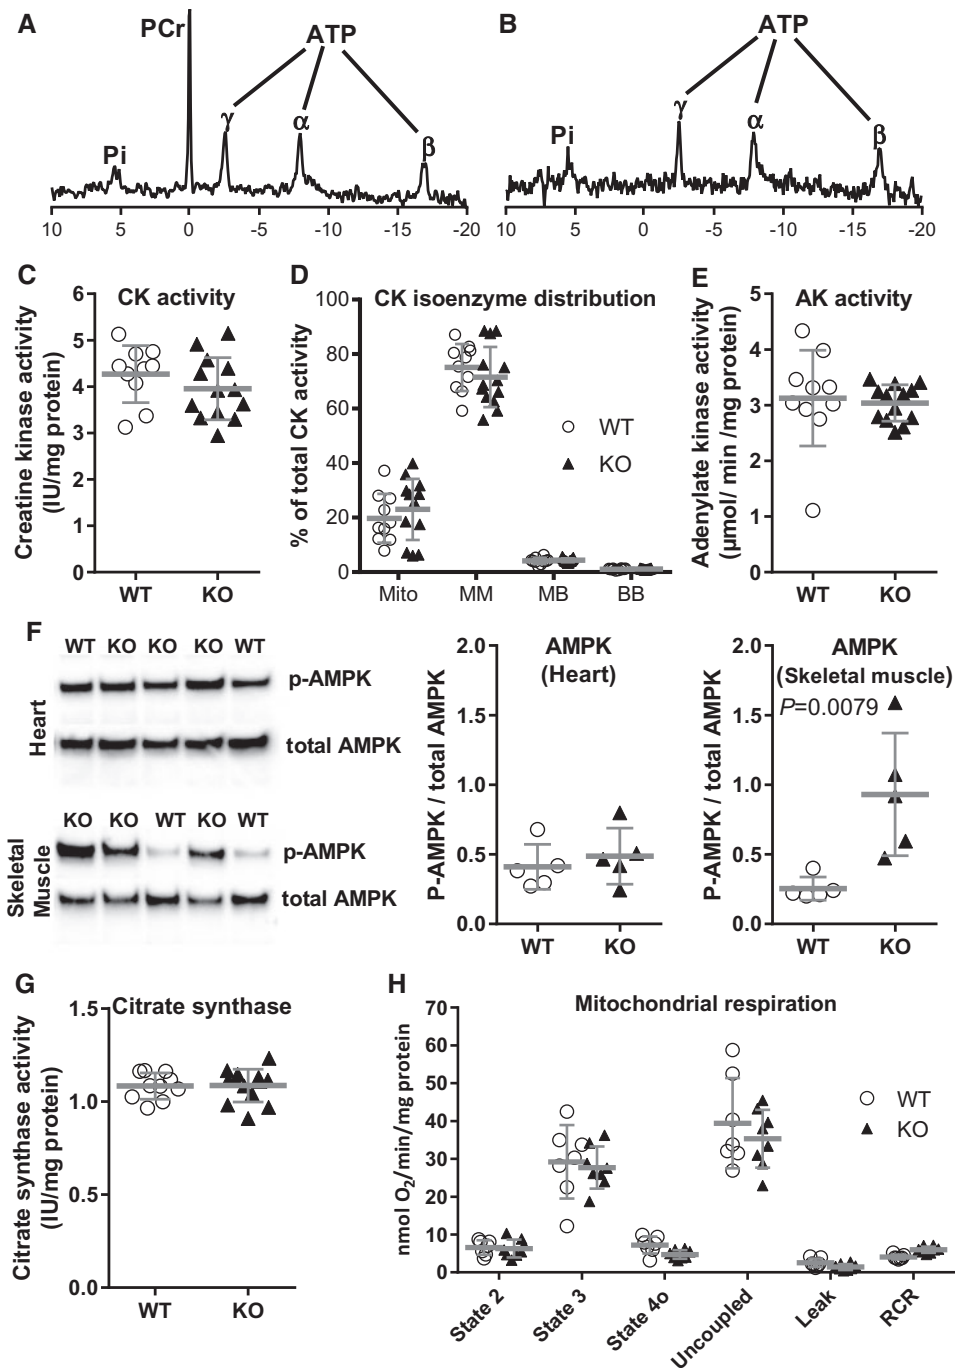 A
PCr
ATP
γ
α
β
Pi
10 5 0 -5 -10 -15 -20
B
ATP
γ
α
β
Pi
10 5 0 -5 -10 -15 -20
C
CK activity
Creatine kinase activity
(IU/mg protein)
6
5
4
3
2
1
0
WT KO
D
CK isoenzyme distribution
% of total CK activity
100
80
60
40
20
0
WT
KO
Mito MM MB BB
E
AK activity
Adenylate kinase activity
(µmol/ min /mg protein)
5
4
3
2
1
0
WT KO
F
WT KO KO KO WT
Heart
p-AMPK
total AMPK
KO KO WT KO WT
Skeletal
Muscle
p-AMPK
total AMPK
AMPK
(Heart)
P-AMPK / total AMPK
2.0
1.5
1.0
0.5
0.0
WT KO
AMPK
(Skeletal muscle)
P=0.0079
P-AMPK / total AMPK
2.0
1.5
1.0
0.5
0.0
WT KO
G
Citrate synthase
Citrate synthase activity
(IU/mg protein)
1.5
1.0
0.5
0.0
WT KO
H
Mitochondrial respiration
nmol O₂/min/mg protein
70
60
50
40
30
20
10
0
WT
KO
State 2 State 3 State 4o Uncoupled Leak RCR